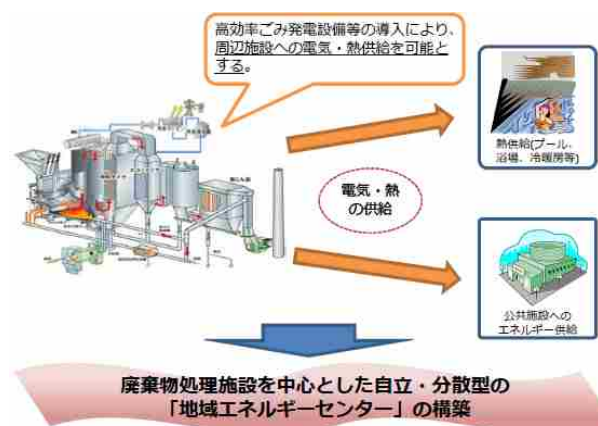 高効率ごみ発電設備等の導入により、
周辺施設への電気・熱供給を可能と
する。
電気・熱
の供給
熱供給(プール、
浴場、冷暖房等)
公共施設への
エネルギー供給
廃棄物処理施設を中心とした自立・分散型の
「地域エネルギーセンター」の構築